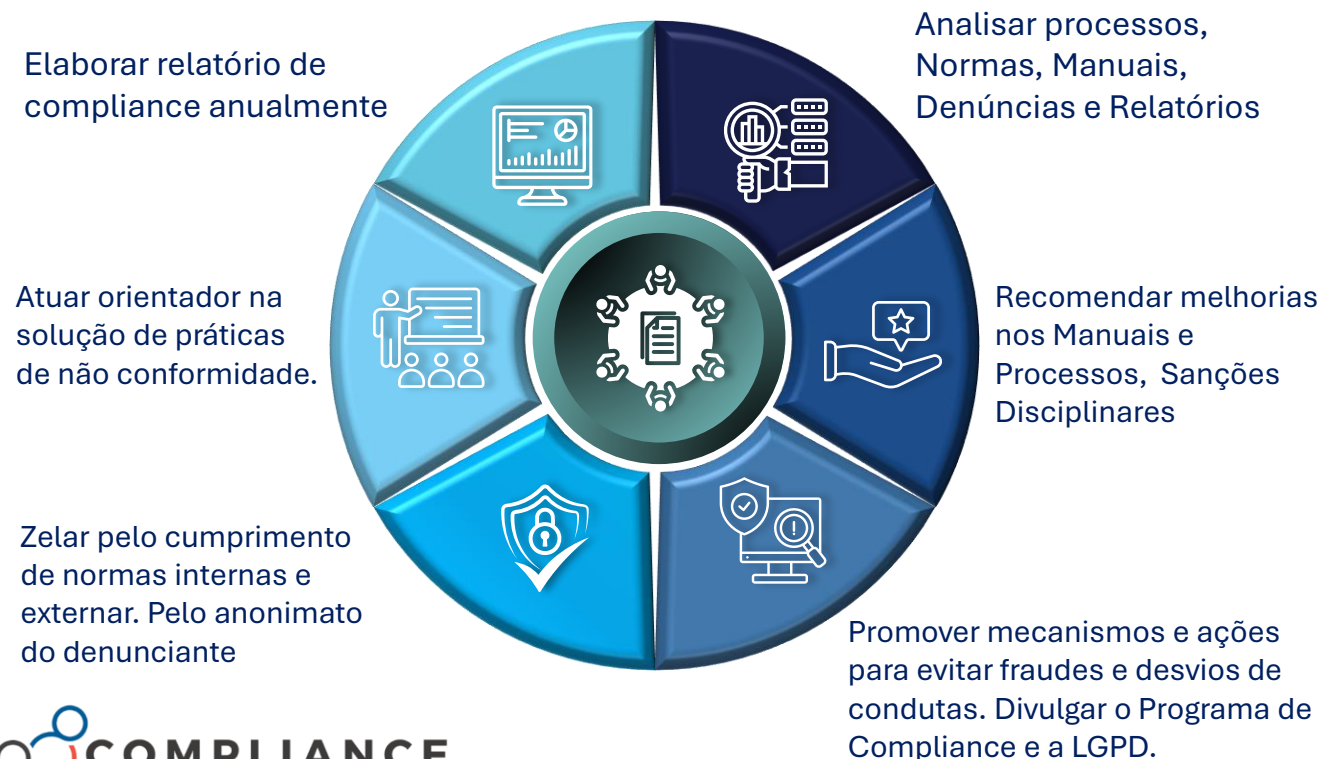 Elaborar relatório de
compliance anualmente
Analisar processos,
Normas, Manuais,
Denúncias e Relatórios
Atuar orientador na
solução de práticas
de não conformidade.
Recomendar melhorias
nos Manuais e
Processos, Sanções
Disciplinares
Zelar pelo cumprimento
de normas internas e
externar. Pelo anonimato
do denunciante
Promover mecanismos e ações
para evitar fraudes e desvios de
condutas. Divulgar o Programa de
Compliance e a LGPD.
COMPLIANCE